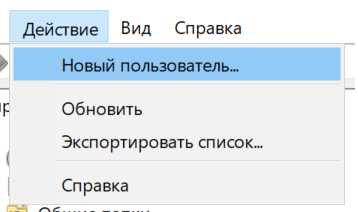 Действие Вид Справка
Новый пользователь...
Обновить
Экспортировать список...
Справка